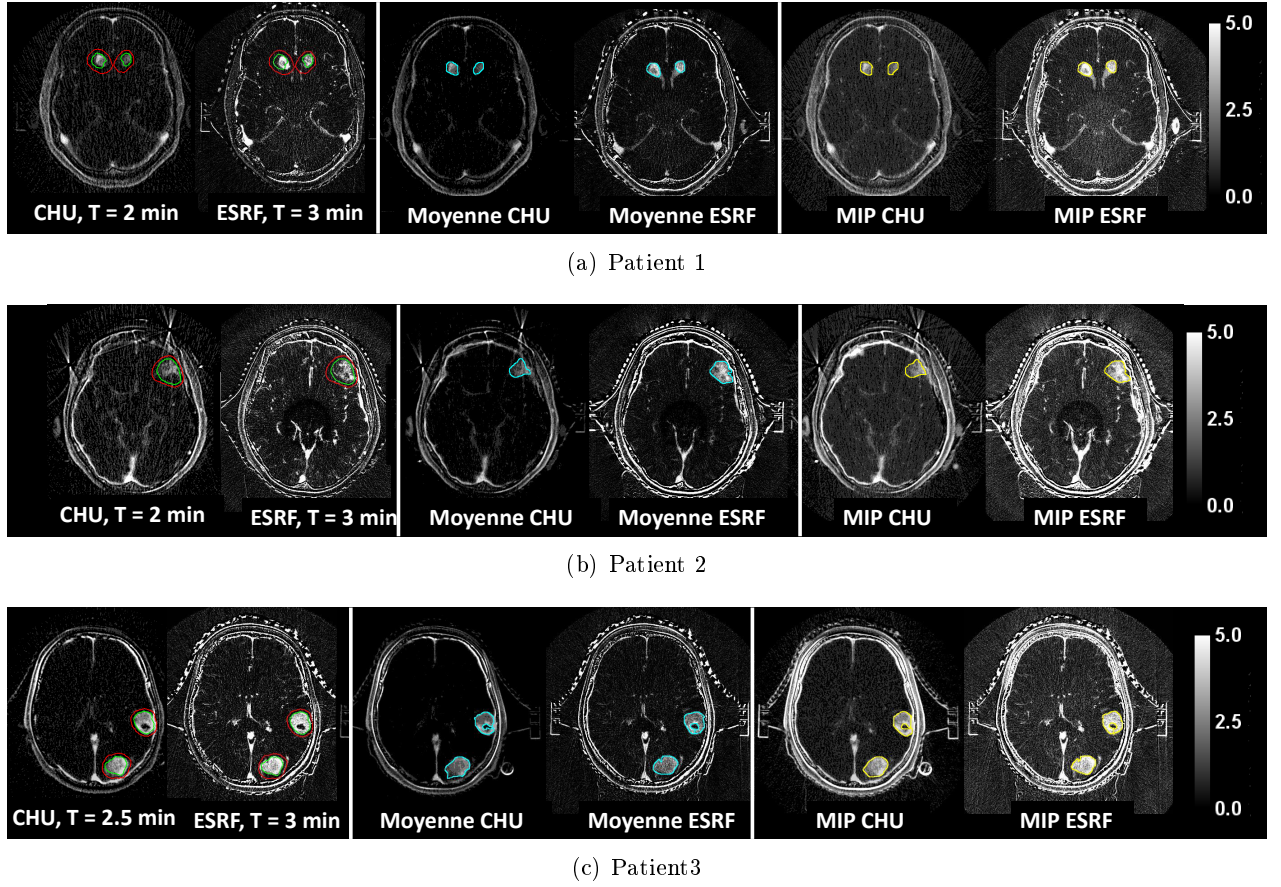 5.0
2.5
0.0
CHU, T = 2 min ESRF, T = 3 min Moyenne CHU Moyenne ESRF MIP CHU MIP ESRF
(a) Patient 1
5.0
2.5
0.0
CHU, T = 2 min ESRF, T = 3 min Moyenne CHU Moyenne ESRF MIP CHU MIP ESRF
(b) Patient 2
5.0
2.5
0.0
CHU, T = 2.5 min ESRF, T = 3 min Moyenne CHU Moyenne ESRF MIP CHU MIP ESRF
(c) Patient3